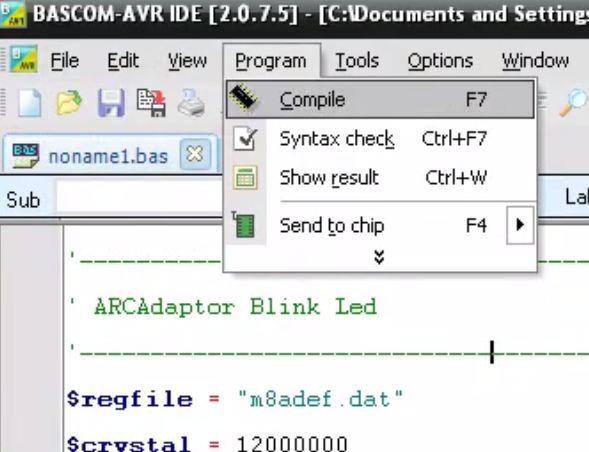 BASCOM-AVR IDE [2.0.7.5] - [C:\Documents and Settings
File Edit View Program Tools Options Window
Compile F7
noname1.bas
Syntax check Ctrl+F7
Show result Ctrl+W
Sub
Send to chip F4
'
' ARCAdaptor Blink Led
'
$regfile = "m8adef.dat"
$crystal = 12000000